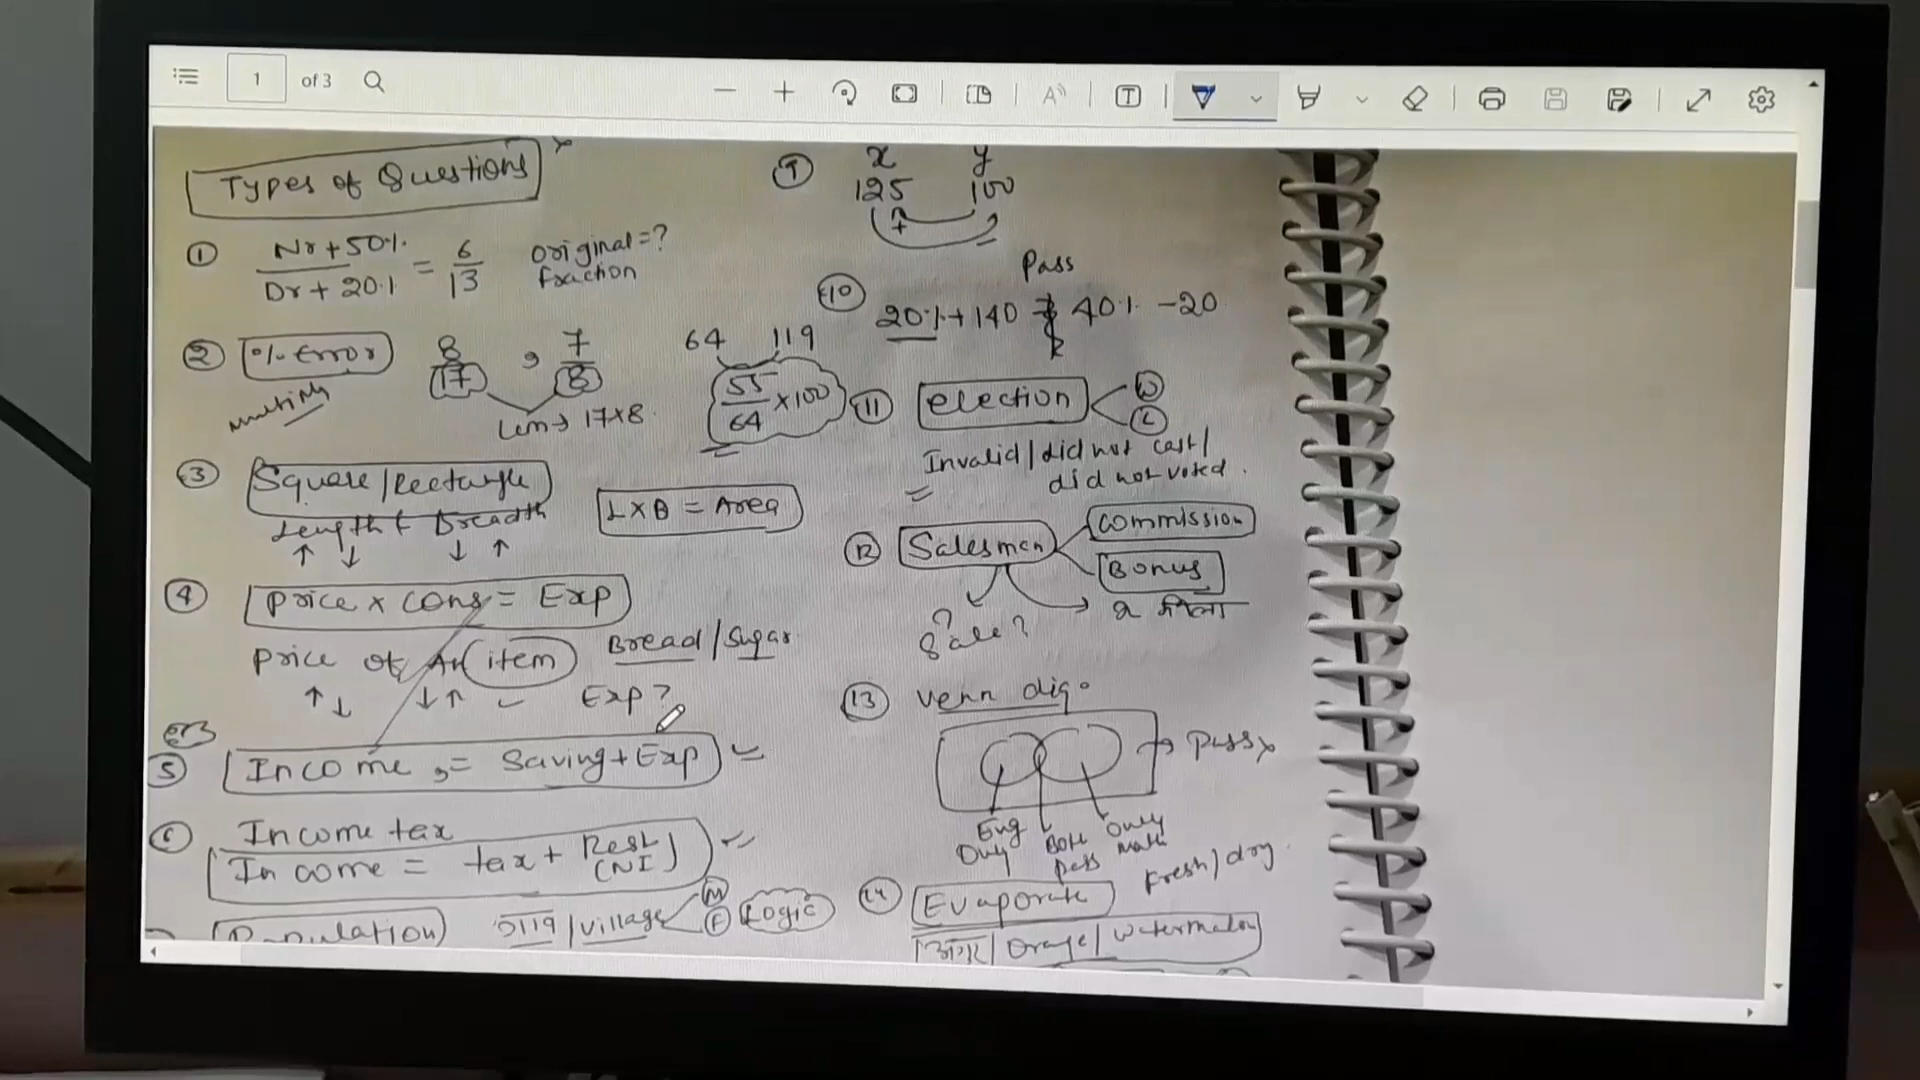 1 of 3
Types of Questions
① Nr + 50% / Dr + 20% = 6/13 Original = ? fraction
② % Error 8/17 , 7/8 64 119
multiply Lcm → 17×8 55/64 × 100
③ Square/Rectangle
Length & Breadth L × B = Area
↑ ↓ ↓ ↑
④ Price × Cons = Exp
Price of An item Bread/Sugar
↑ ↓ ↓ ↑ Exp?
⑤ Income = Saving + Exp
⑥ Income tax
Income = tax + Rest (NI)
Population /village M F Logic
⑨ x y
125 100
+
Pass
⑩ 20% + 140 40% - 20
⑪ election W L
Invalid/did not cast/
did not voted.
⑫ Salesman Commission
Bonus
Sale?
⑬ Venn dig.
Pass
Eng Only Both Pass Only Math
⑭ Evaporate Fresh/dry
/Orange/Watermelon